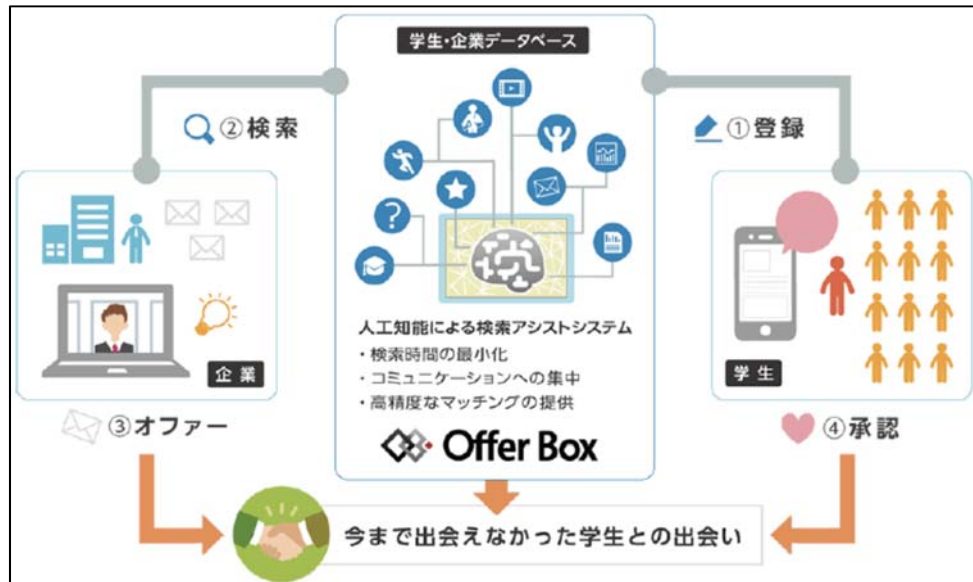 学生・企業データベース
②検索
①登録
?
人工知能による検索アシストシステム
・検索時間の最小化
・コミュニケーションへの集中
・高精度なマッチングの提供
Offer Box
企業
学生
③オファー
④承認
今まで出会えなかった学生との出会い